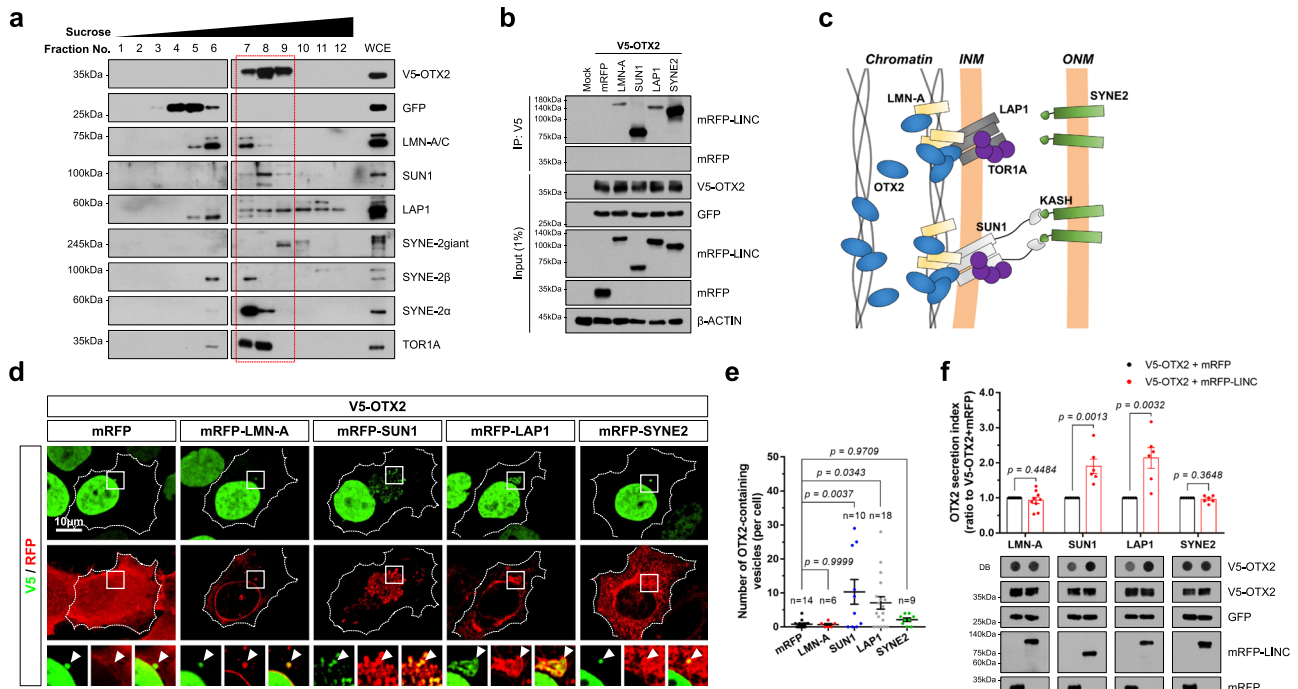 a
Sucrose
Fraction No. 1 2 3 4 5 6 7 8 9 10 11 12 WCE
35kDa V5-OTX2
25kDa GFP
75kDa LMN-A/C
100kDa SUN1
60kDa LAP1
245kDa SYNE-2giant
100kDa SYNE-2β
60kDa SYNE-2α
35kDa TOR1A
b
V5-OTX2
Mock mRFP LMN-A SUN1 LAP1 SYNE2
IP: V5
180kDa
140kDa
100kDa
75kDa
mRFP-LINC
35kDa mRFP
Input (1%)
35kDa V5-OTX2
25kDa GFP
140kDa
100kDa
75kDa
mRFP-LINC
35kDa mRFP
45kDa β-ACTIN
c
Chromatin INM ONM
LMN-A
LAP1
SYNE2
TOR1A
OTX2
KASH
SUN1
d
V5-OTX2
mRFP mRFP-LMN-A mRFP-SUN1 mRFP-LAP1 mRFP-SYNE2
V5 / RFP
10μm
e
Number of OTX2-containing
vesicles (per cell)
50
40
30
20
10
0
p = 0.9709
p = 0.0343
p = 0.0037
n=10 n=18
p = 0.9999
n=14 n=6 n=9
mRFP LMN-A SUN1 LAP1 SYNE2
f
V5-OTX2 + mRFP
V5-OTX2 + mRFP-LINC
OTX2 secretion index
(ratio to V5-OTX2+mRFP)
4.0
3.0
2.0
1.0
0
p = 0.4484
p = 0.0013
p = 0.0032
p = 0.3648
LMN-A SUN1 LAP1 SYNE2
DB V5-OTX2
35kDa V5-OTX2
25kDa GFP
140kDa
100kDa
75kDa
60kDa
mRFP-LINC
mRFP